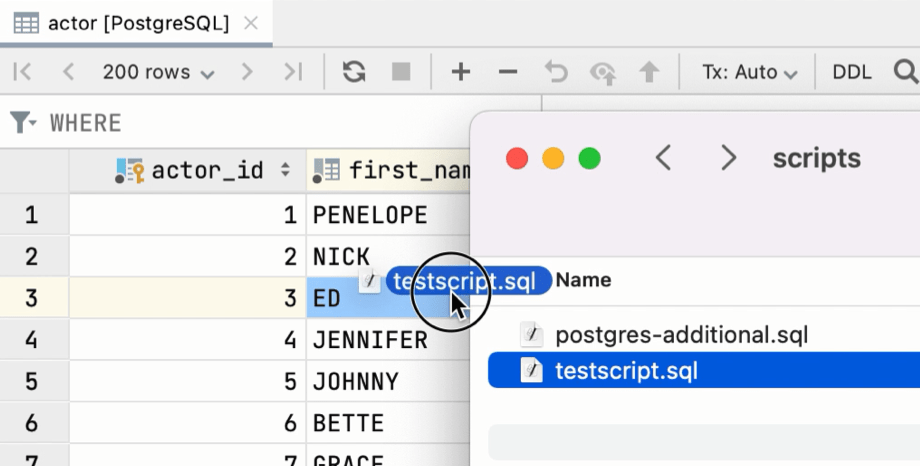 actor [PostgreSQL]
200 rows
Tx: Auto
DDL
WHERE
scripts
actor_id
first_nam
1 1 PENELOPE
2 2 NICK
testscript.sql
Name
3 3 ED
postgres-additional.sql
4 4 JENNIFER
testscript.sql
5 5 JOHNNY
6 6 BETTE
7 7 GRACE